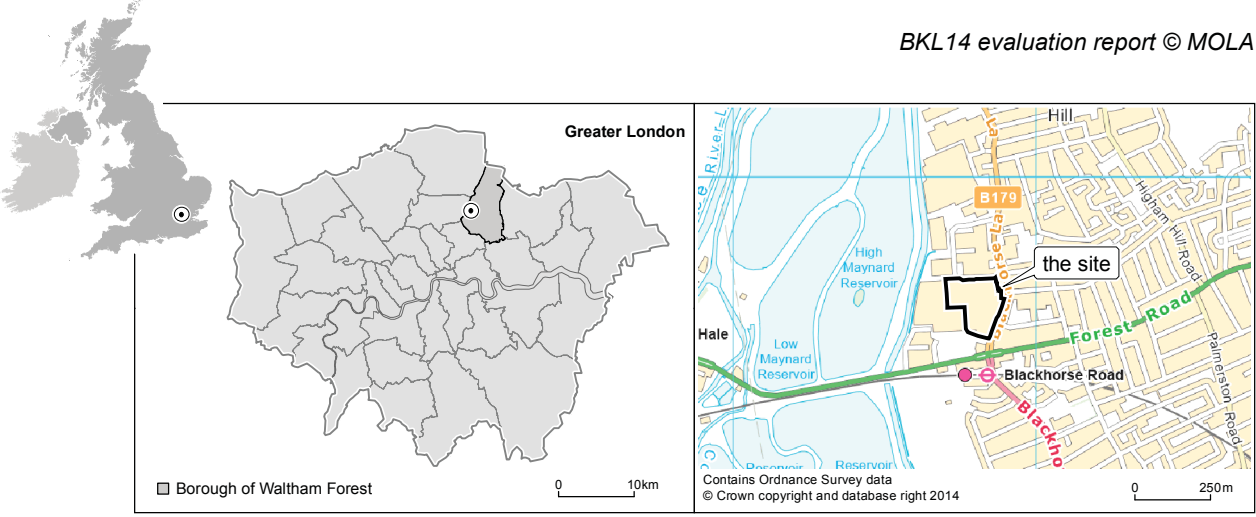 BKL14 evaluation report © MOLA
Greater London
Borough of Waltham Forest
0 10km
Hill
B179
Higham Hill Road
the site
High
Maynard
Reservoir
Forest Road
Hale
Low
Maynard
Reservoir
Blackhorse Road
Palmerston Road
Blackho
Reservoir
Reservoir
Contains Ordnance Survey data
© Crown copyright and database right 2014
0 250m